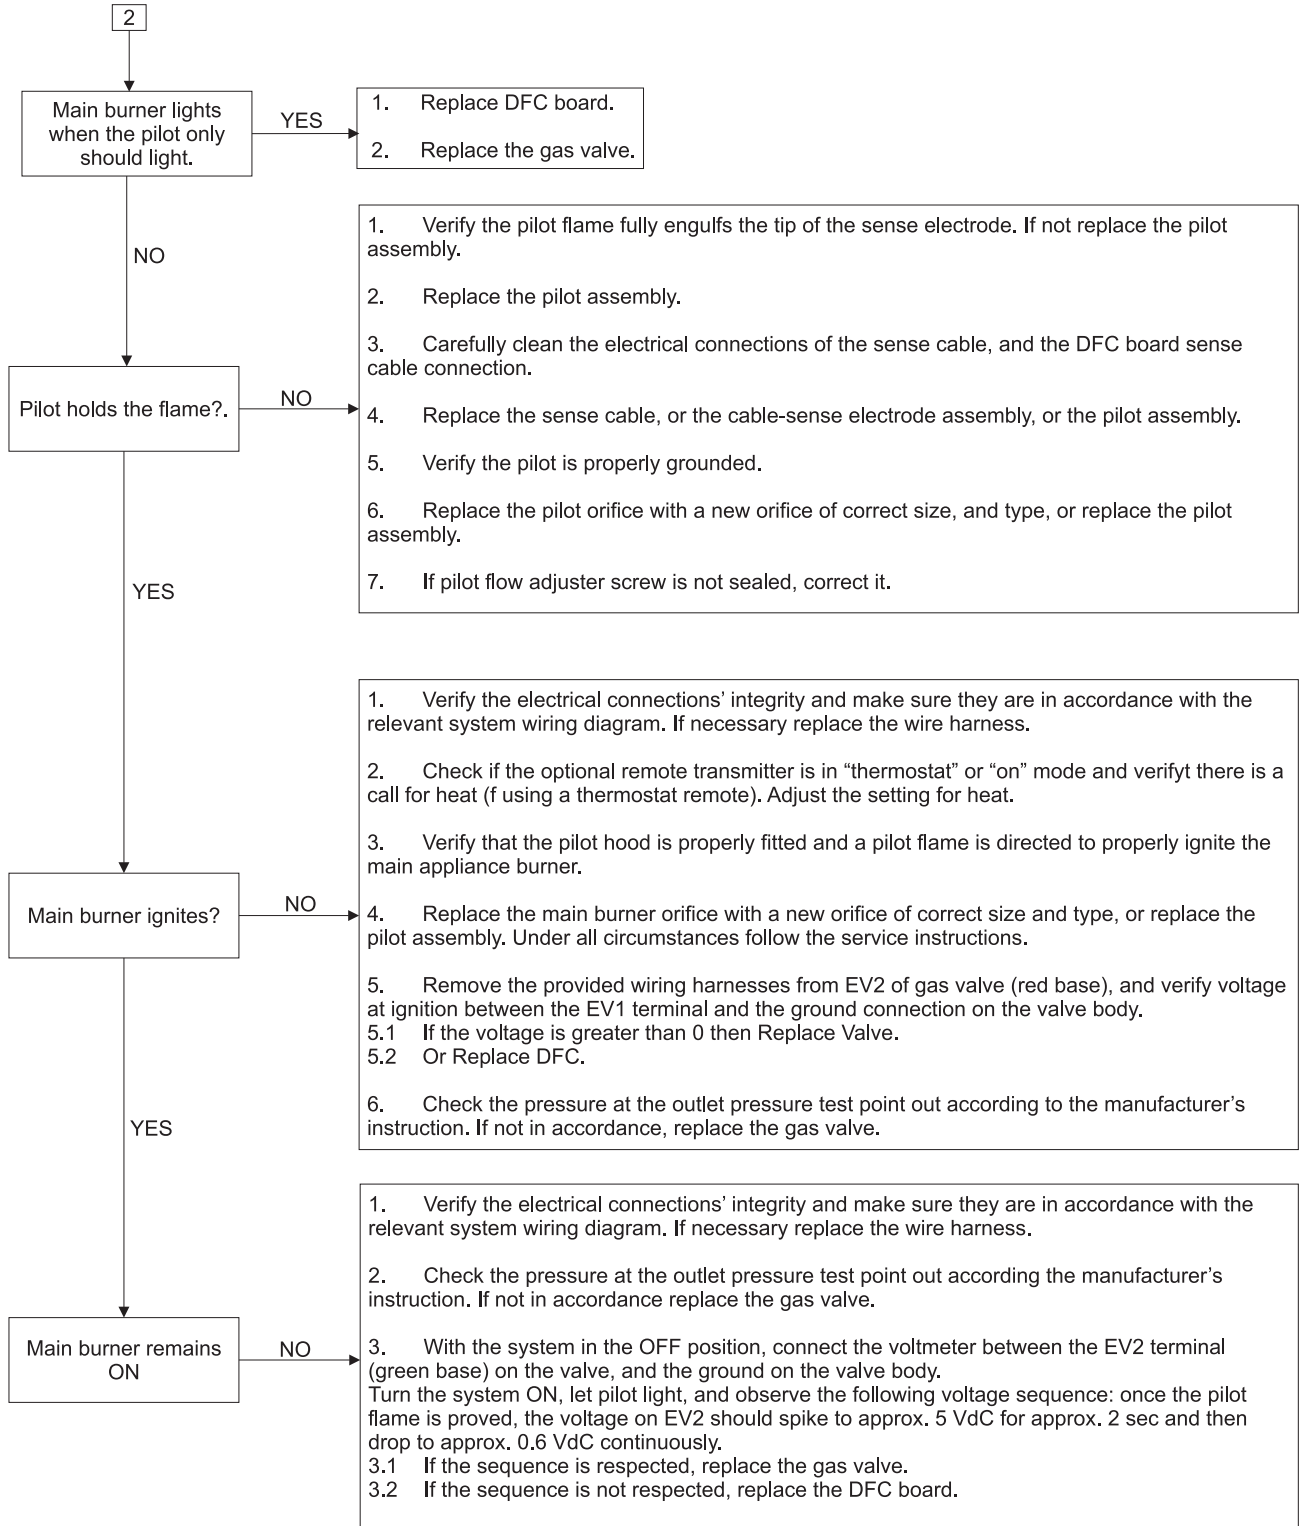 2
Main burner lights
when the pilot only
should light.
YES
1. Replace DFC board.
2. Replace the gas valve.
NO
1. Verify the pilot flame fully engulfs the tip of the sense electrode. If not replace the pilot
assembly.
2. Replace the pilot assembly.
3. Carefully clean the electrical connections of the sense cable, and the DFC board sense
cable connection.
4. Replace the sense cable, or the cable-sense electrode assembly, or the pilot assembly.
5. Verify the pilot is properly grounded.
6. Replace the pilot orifice with a new orifice of correct size, and type, or replace the pilot
assembly.
7. If pilot flow adjuster screw is not sealed, correct it.
Pilot holds the flame?.
NO
YES
1. Verify the electrical connections’ integrity and make sure they are in accordance with the
relevant system wiring diagram. If necessary replace the wire harness.
2. Check if the optional remote transmitter is in “thermostat” or “on” mode and verifyt there is a
call for heat (f using a thermostat remote). Adjust the setting for heat.
3. Verify that the pilot hood is properly fitted and a pilot flame is directed to properly ignite the
main appliance burner.
4. Replace the main burner orifice with a new orifice of correct size and type, or replace the
pilot assembly. Under all circumstances follow the service instructions.
5. Remove the provided wiring harnesses from EV2 of gas valve (red base), and verify voltage
at ignition between the EV1 terminal and the ground connection on the valve body.
5.1 If the voltage is greater than 0 then Replace Valve.
5.2 Or Replace DFC.
6. Check the pressure at the outlet pressure test point out according to the manufacturer’s
instruction. If not in accordance, replace the gas valve.
Main burner ignites?
NO
YES
1. Verify the electrical connections’ integrity and make sure they are in accordance with the
relevant system wiring diagram. If necessary replace the wire harness.
2. Check the pressure at the outlet pressure test point out according the manufacturer’s
instruction. If not in accordance replace the gas valve.
3. With the system in the OFF position, connect the voltmeter between the EV2 terminal
(green base) on the valve, and the ground on the valve body.
Turn the system ON, let pilot light, and observe the following voltage sequence: once the pilot
flame is proved, the voltage on EV2 should spike to approx. 5 VdC for approx. 2 sec and then
drop to approx. 0.6 VdC continuously.
3.1 If the sequence is respected, replace the gas valve.
3.2 If the sequence is not respected, replace the DFC board.
Main burner remains
ON
NO